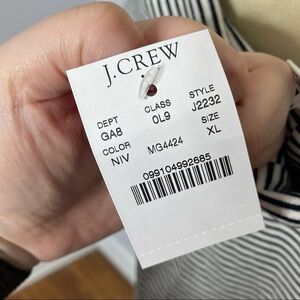 J.CREW
DEPT CLASS STYLE
GA8 0L9 J2232
COLOR SIZE
NIV MG4424 XL
099104992685